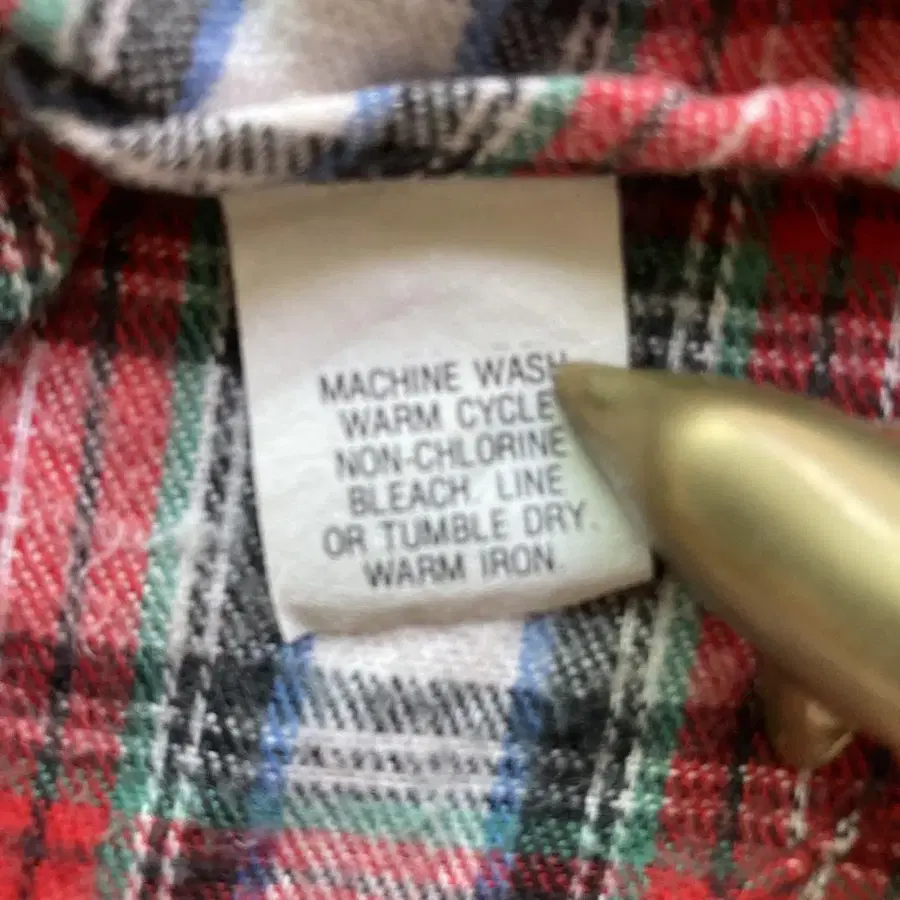 MACHINE WASH
WARM CYCLE
NON-CHLORINE
BLEACH. LINE
OR TUMBLE DRY.
WARM IRON.